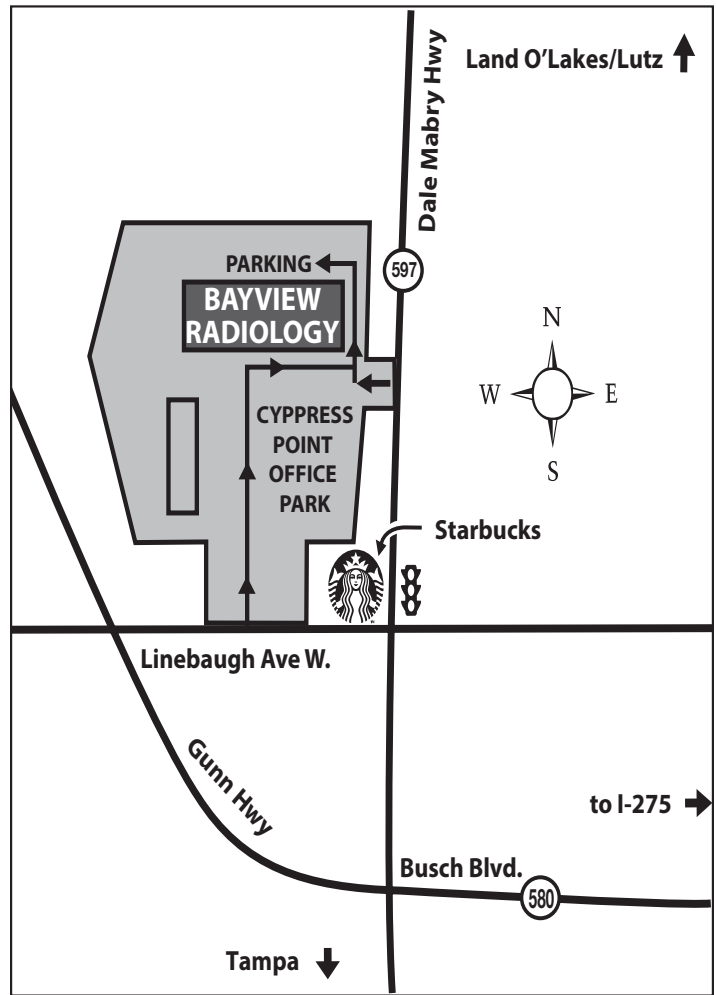 Land O'Lakes/Lutz
Dale Mabry Hwy
597
PARKING
BAYVIEW
RADIOLOGY
N
W
E
S
CYPPRESS
POINT
OFFICE
PARK
Starbucks
Linebaugh Ave W.
Gunn Hwy
to I-275
Busch Blvd.
580
Tampa